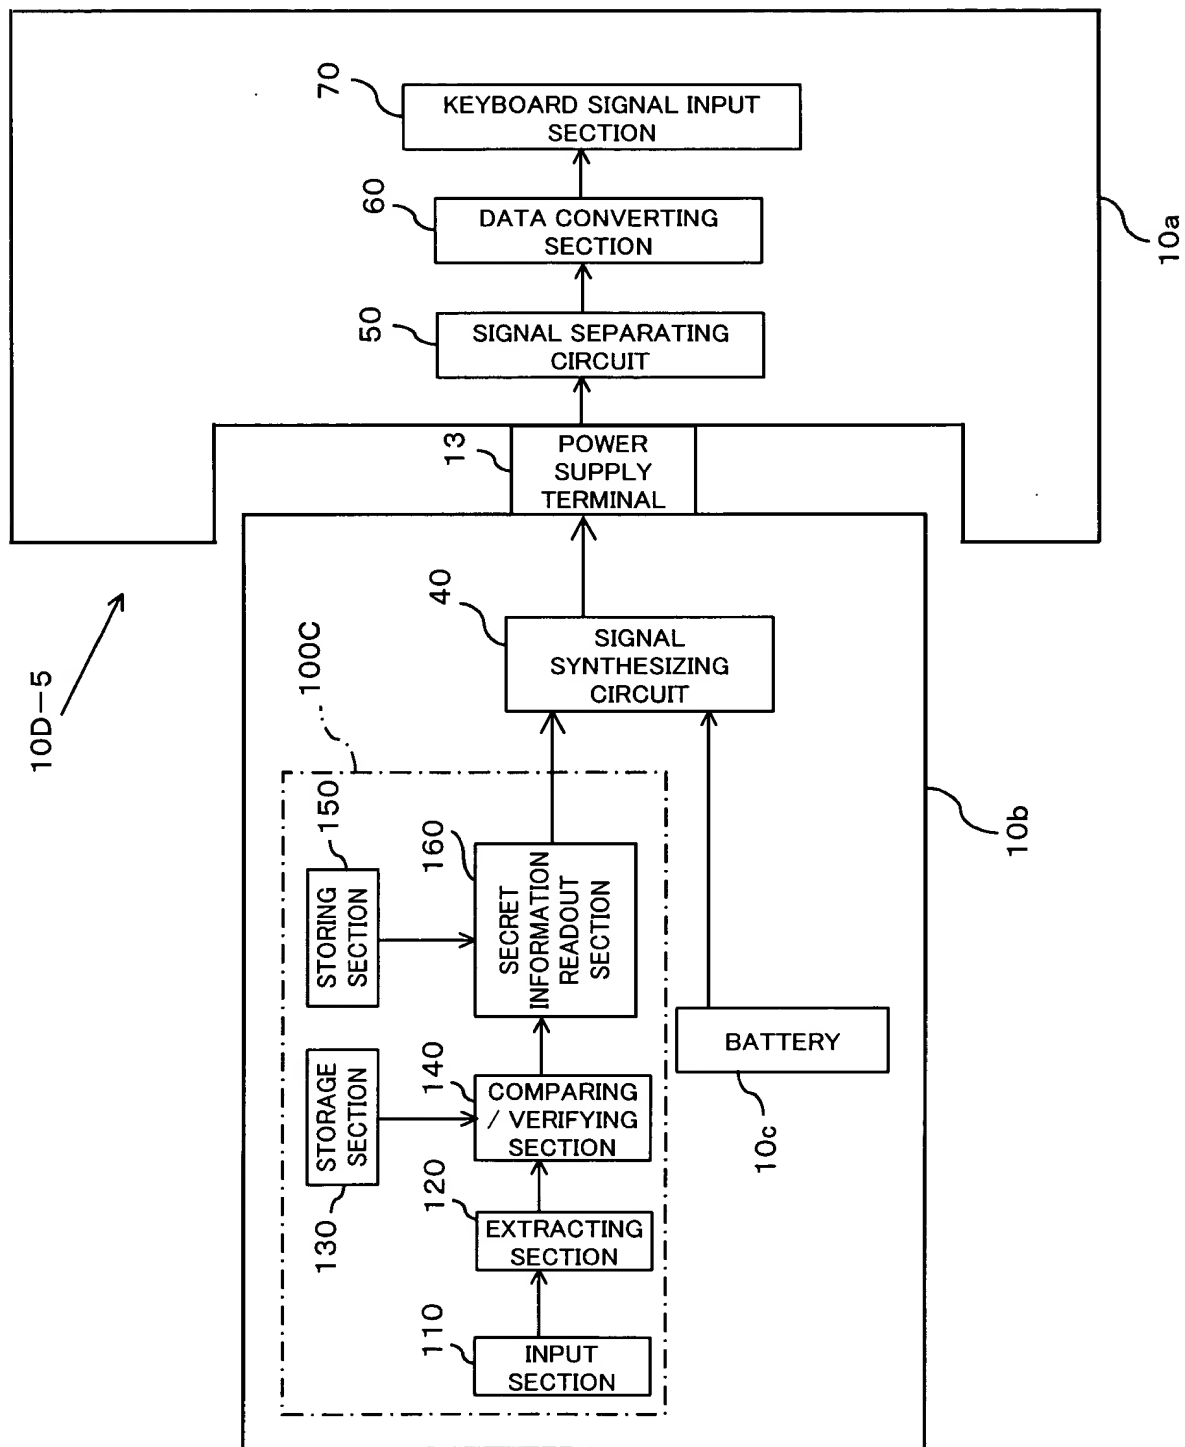 70
KEYBOARD SIGNAL INPUT
SECTION
60
DATA CONVERTING
SECTION
10a
50
SIGNAL SEPARATING
CIRCUIT
13
POWER
SUPPLY
TERMINAL
10D-5
40
SIGNAL
SYNTHESIZING
CIRCUIT
100C
150
STORING
SECTION
160
SECRET
INFORMATION
READOUT
SECTION
10b
BATTERY
10c
STORAGE
SECTION
130
140
COMPARING
/ VERIFYING
SECTION
120
EXTRACTING
SECTION
110
INPUT
SECTION